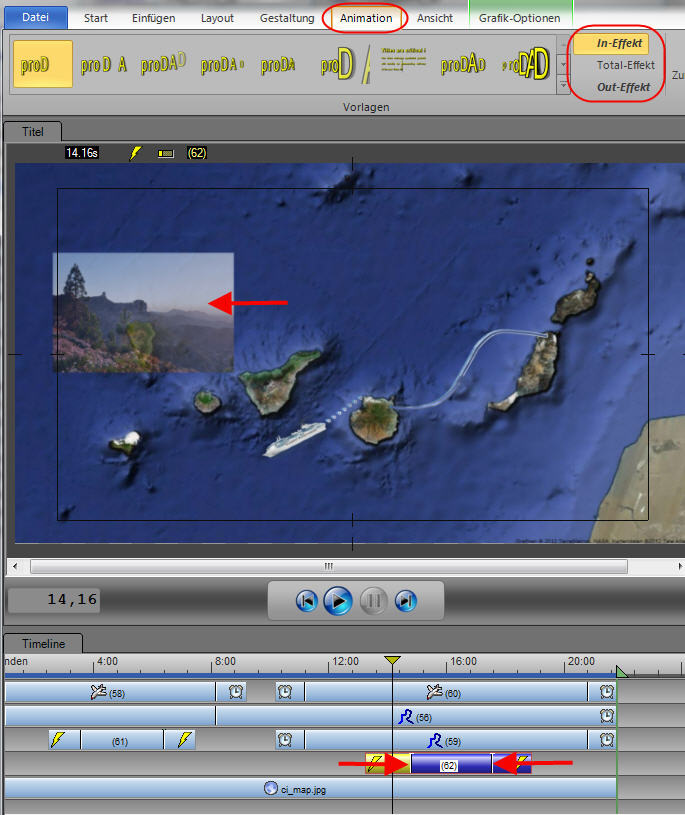 Datei Start Einfügen Layout Gestaltung Animation Ansicht Grafik-Optionen
proD proD A proDAD proDA D proDA proD proDAD proDAD
In-Effekt
Total-Effekt
Out-Effekt
Zu
Vorlagen
Titel
14.16s (62)
14,16
Timeline
nden 4:00 8:00 12:00 16:00 20:00
(58) (60)
(56)
(61) (59)
(62)
ci_map.jpg